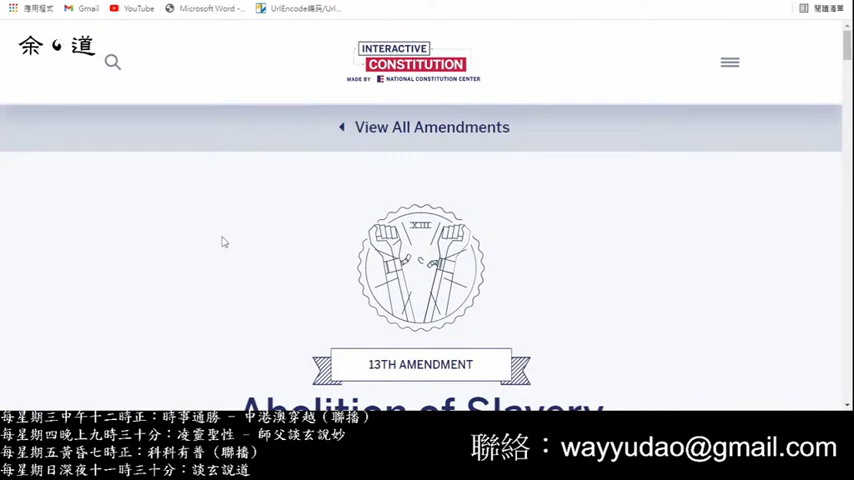 應用程式 Gmail YouTube Microsoft Word -... UrlEncode编码/Url... 閱讀清單
余道
INTERACTIVE
CONSTITUTION
MADE BY NATIONAL CONSTITUTION CENTER
View All Amendments
XIII
13TH AMENDMENT
Abolition of Slavery
每星期三中午十二時正：時事通勝 - 中港澳穿越(聯播)
每星期四晚上九時三十分：凌靈聖性 - 師父談玄說妙
每星期五黃昏七時正：科科有普(聯播)
每星期日深夜十一時三十分：談玄說道
聯絡：wayyudao@gmail.com